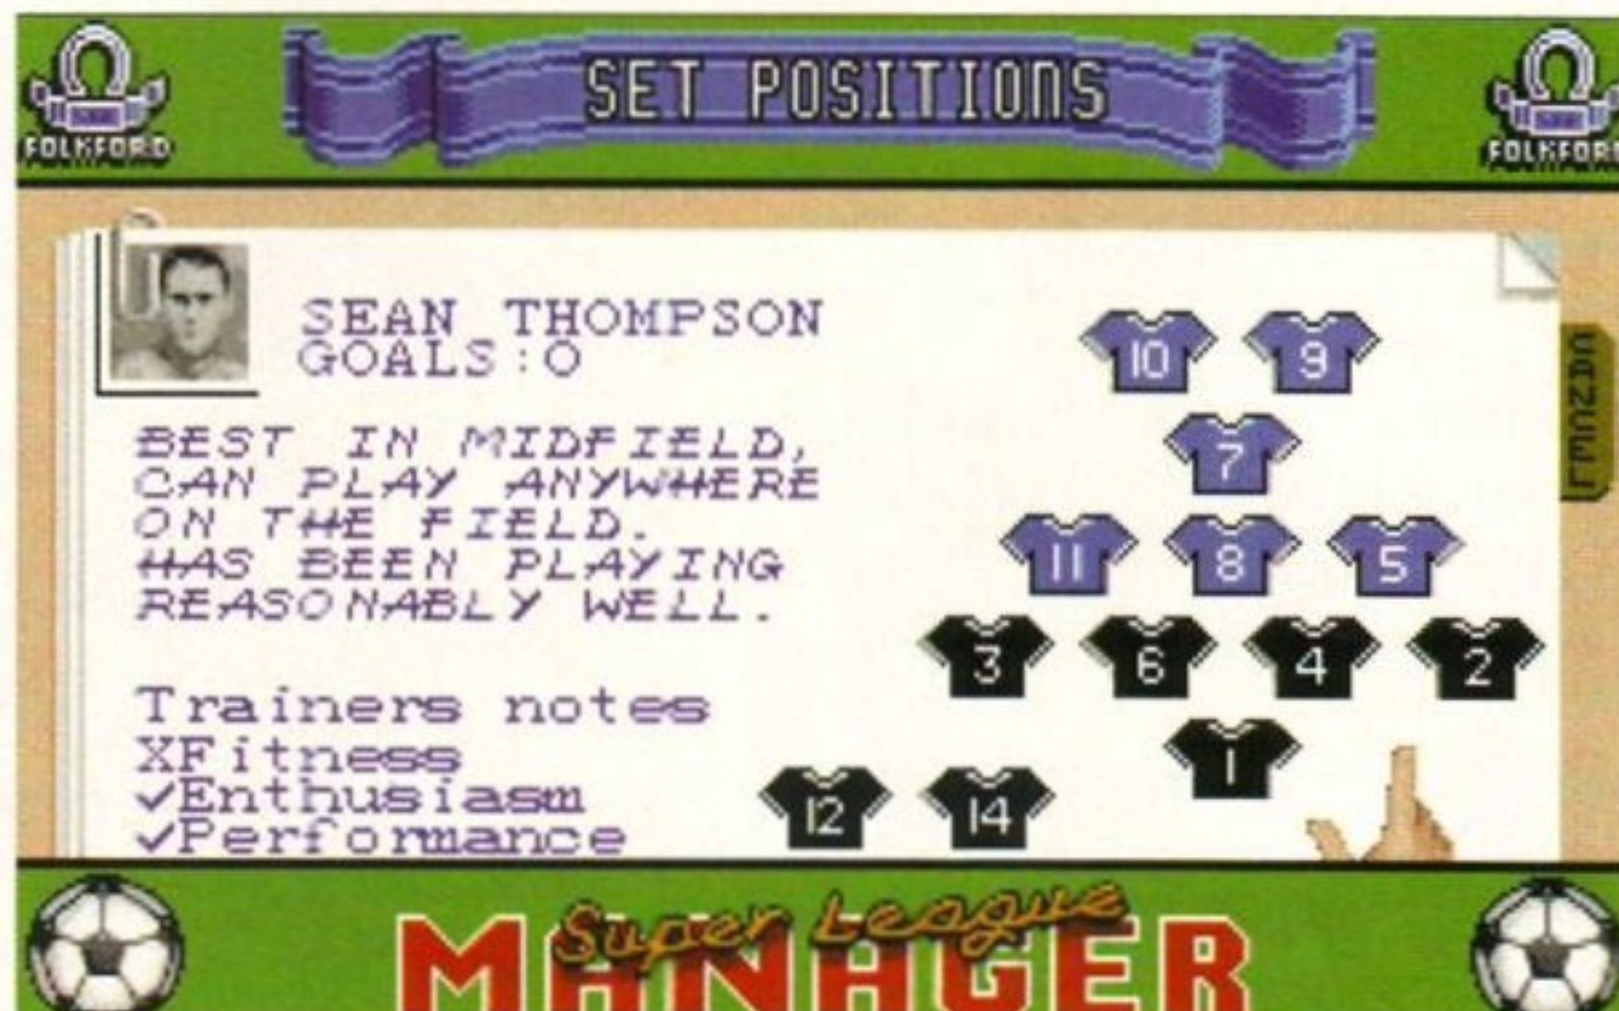 SET POSITIONS
FOLKFORD
FOLKFORD
SEAN THOMPSON
GOALS:0
BEST IN MIDFIELD,
CAN PLAY ANYWHERE
ON THE FIELD.
HAS BEEN PLAYING
REASONABLY WELL.
Trainers notes
XFitness
✓Enthusiasm
✓Performance
10 9
7
11 8 5
3 6 4 2
1
12 14
Super League
MANAGER